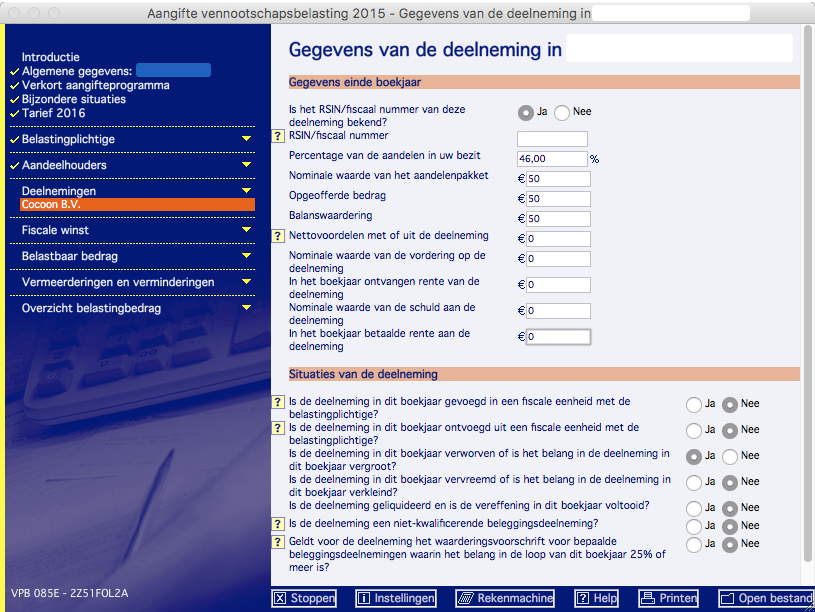 Aangifte vennootschapsbelasting 2015 - Gegevens van de deelneming in
Introductie
Algemene gegevens:
Verkort aangifteprogramma
Bijzondere situaties
Tarief 2016
Belastingplichtige
Aandeelhouders
Deelnemingen
Cocoon B.V.
Fiscale winst
Belastbaar bedrag
Vermeerderingen en verminderingen
Overzicht belastingbedrag
VPB 085E - 2Z51FOL2A
Gegevens van de deelneming in
Gegevens einde boekjaar
Is het RSIN/fiscaal nummer van deze
deelneming bekend?
Ja Nee
? RSIN/fiscaal nummer
Percentage van de aandelen in uw bezit 46,00 %
Nominale waarde van het aandelenpakket € 50
Opgeofferde bedrag € 50
Balanswaardering € 50
? Nettovoordelen met of uit de deelneming € 0
Nominale waarde van de vordering op de
deelneming
€ 0
In het boekjaar ontvangen rente van de
deelneming
€ 0
Nominale waarde van de schuld aan de
deelneming
€ 0
In het boekjaar betaalde rente aan de
deelneming
€ 0
Situaties van de deelneming
? Is de deelneming in dit boekjaar gevoegd in een fiscale eenheid met de
belastingplichtige?
Ja Nee
? Is de deelneming in dit boekjaar ontvoegd uit een fiscale eenheid met de
belastingplichtige?
Ja Nee
Is de deelneming in dit boekjaar verworven of is het belang in de deelneming in
dit boekjaar vergroot?
Ja Nee
Is de deelneming in dit boekjaar vervreemd of is het belang in de deelneming in
dit boekjaar verkleind?
Ja Nee
Is de deelneming geliquideerd en is de vereffening in dit boekjaar voltooid? Ja Nee
? Is de deelneming een niet-kwalificerende beleggingsdeelneming? Ja Nee
? Geldt voor de deelneming het waarderingsvoorschrift voor bepaalde
beleggingsdeelnemingen waarin het belang in de loop van dit boekjaar 25% of
meer is?
Ja Nee
Stoppen Instellingen Rekenmachine ? Help Printen Open bestand